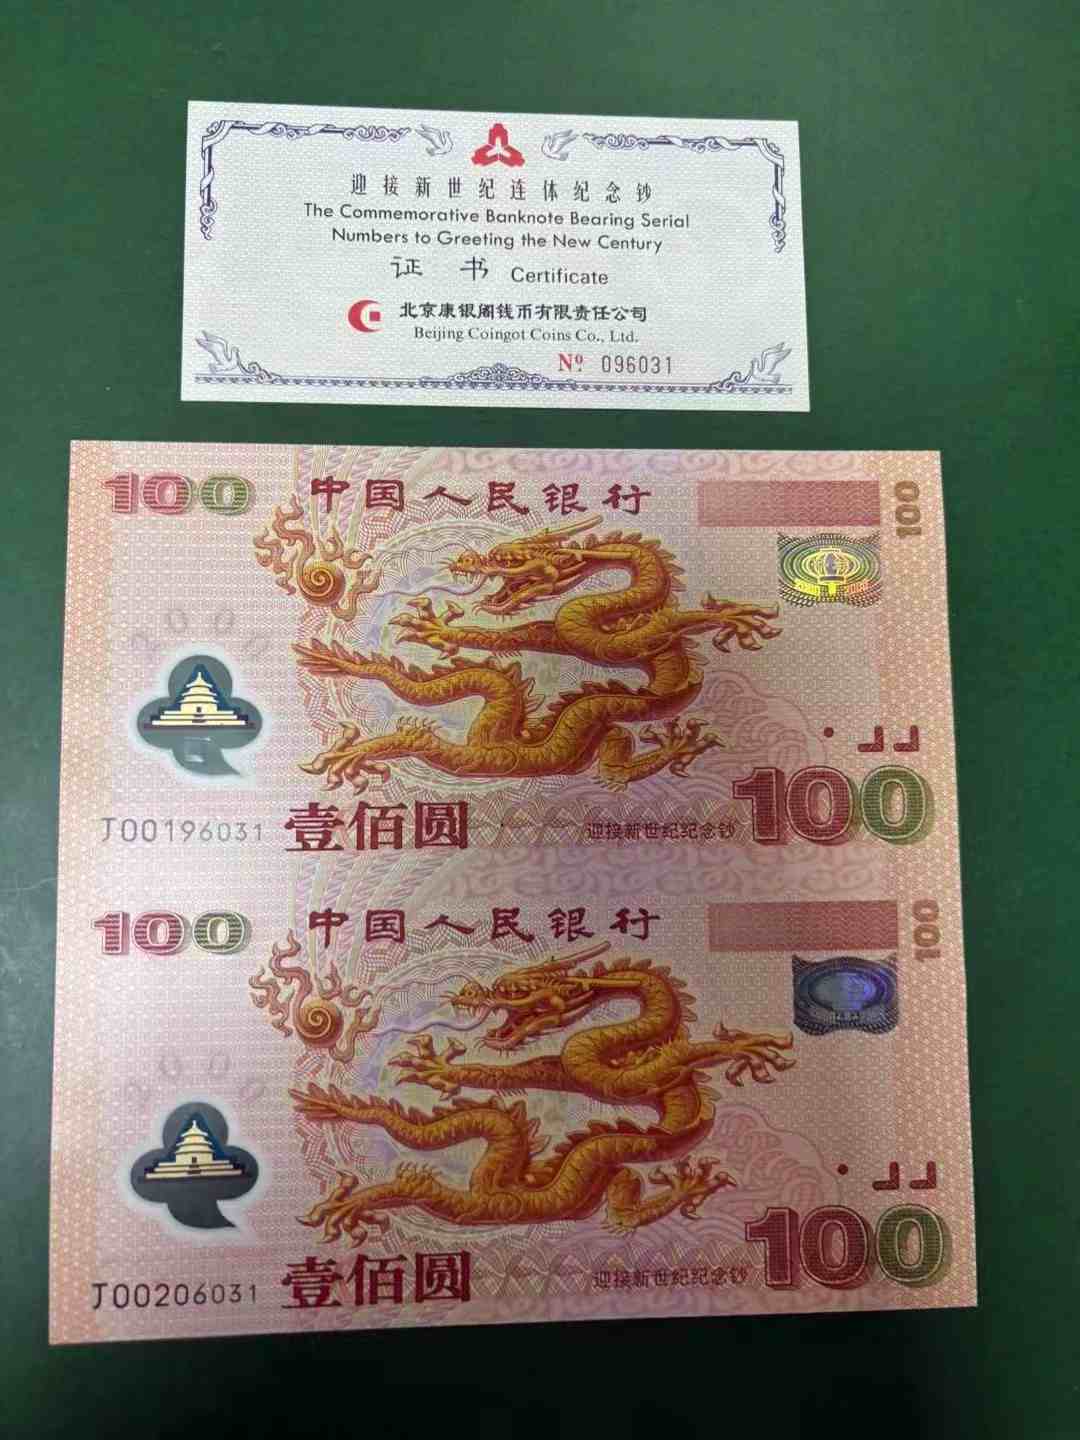 迎接新世纪连体纪念钞
The Commemorative Banknote Bearing Serial
Numbers to Greeting the New Century
证 书 Certificate
北京康银阁钱币有限责任公司
Beijing Coingot Coins Co., Ltd.
Nº 096031
100 中国人民银行 100
2000
J00196031 壹佰圆 迎接新世纪纪念钞 100
100 中国人民银行 100
2000
J00206031 壹佰圆 迎接新世纪纪念钞 100